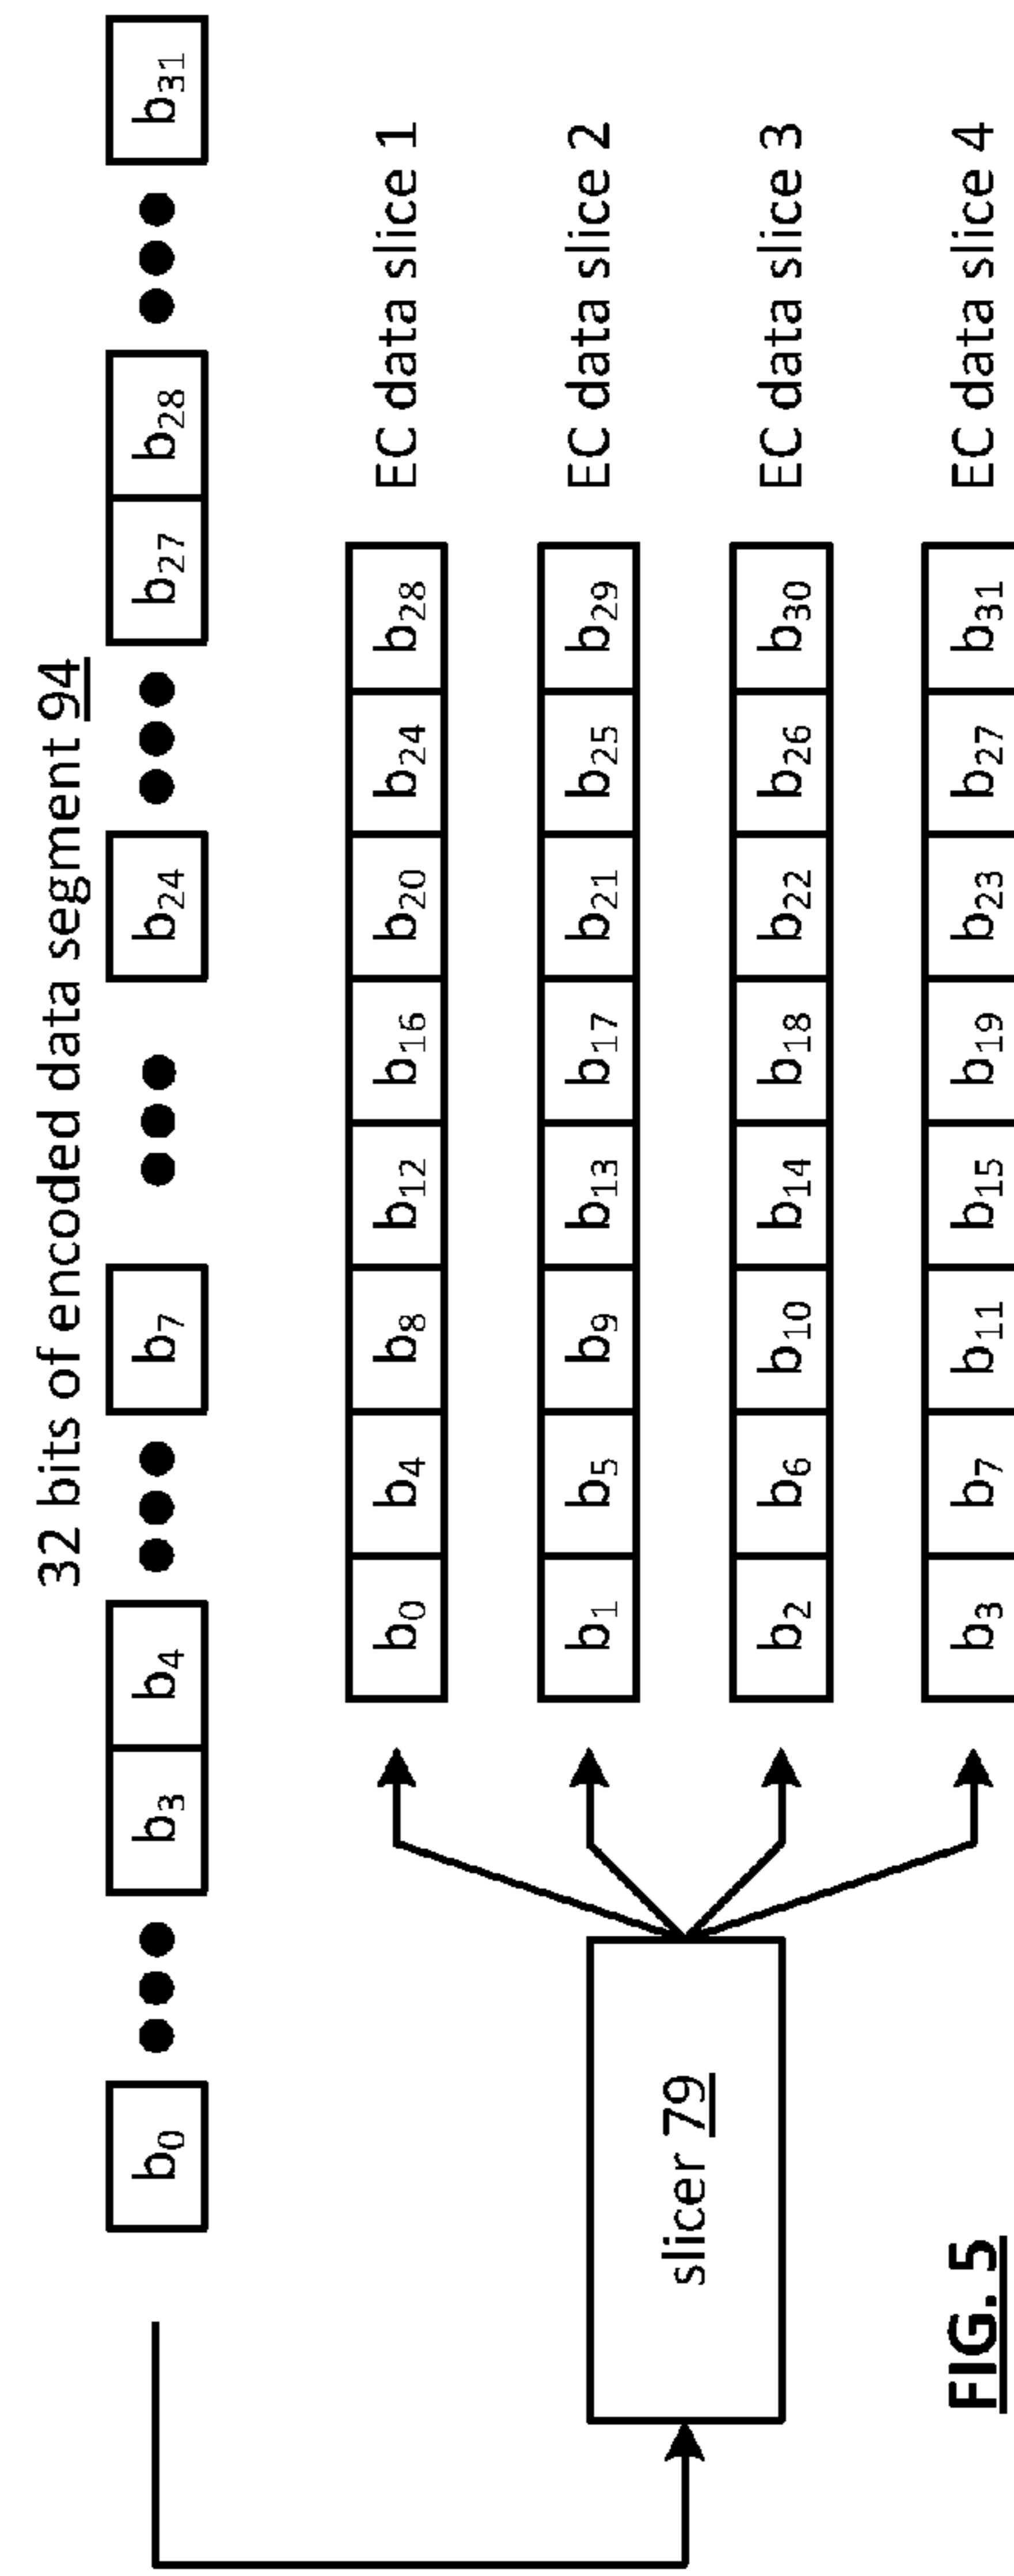 32 bits of encoded data segment 94
b0 b3 b4 b7 b24 b27 b28 b31
b0 b4 b8 b12 b16 b20 b24 b28 EC data slice 1
b1 b5 b9 b13 b17 b21 b25 b29 EC data slice 2
slicer 79
b2 b6 b10 b14 b18 b22 b26 b30 EC data slice 3
b3 b7 b11 b15 b19 b23 b27 b31 EC data slice 4
FIG. 5